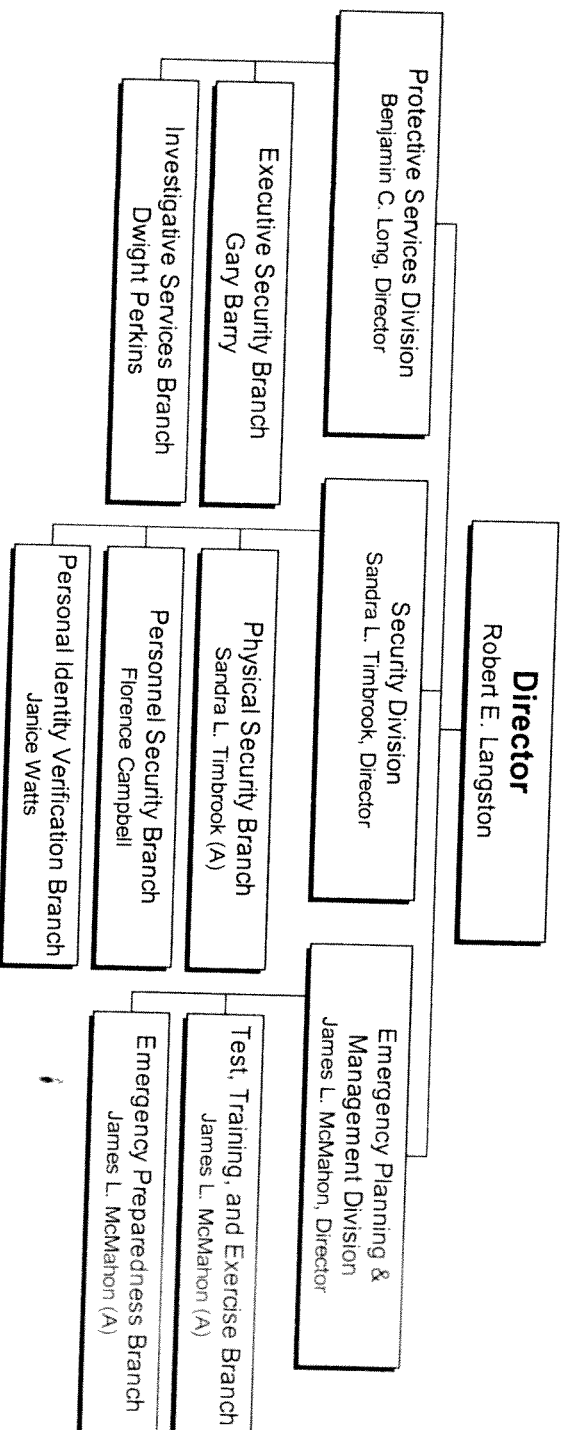 Director
Robert E. Langston
Protective Services Division
Benjamin C. Long, Director
Executive Security Branch
Gary Barry
Investigative Services Branch
Dwight Perkins
Security Division
Sandra L. Timbrook, Director
Physical Security Branch
Sandra L. Timbrook (A)
Personnel Security Branch
Florence Campbell
Personal Identity Verification Branch
Janice Watts
Emergency Planning &
Management Division
James L. McMahon, Director
Test, Training, and Exercise Branch
James L. McMahon (A)
Emergency Preparedness Branch
James L. McMahon (A)